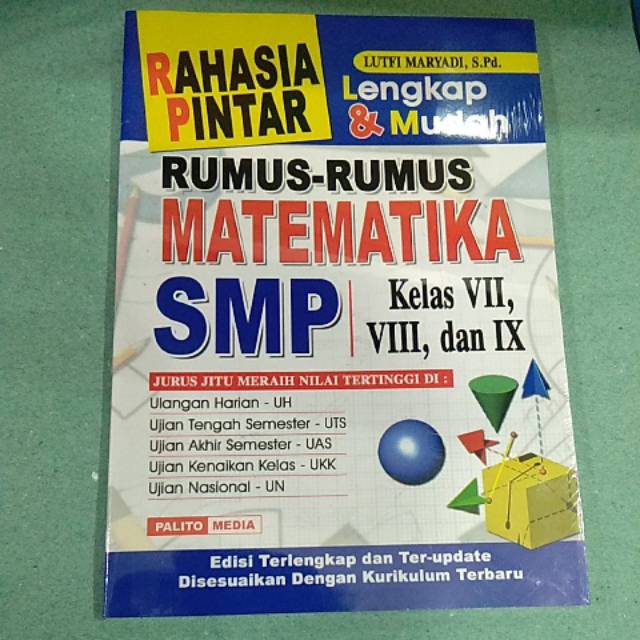 RAHASIA
PINTAR
LUTFI MARYADI, S.Pd.
Lengkap
& Mudah
RUMUS-RUMUS
MATEMATIKA
SMP
Kelas VII,
VIII, dan IX
JURUS JITU MERAIH NILAI TERTINGGI DI :
Ulangan Harian - UH
Ujian Tengah Semester - UTS
Ujian Akhir Semester - UAS
Ujian Kenaikan Kelas - UKK
Ujian Nasional - UN
PALITO MEDIA
Edisi Terlengkap dan Ter-update
Disesuaikan Dengan Kurikulum Terbaru